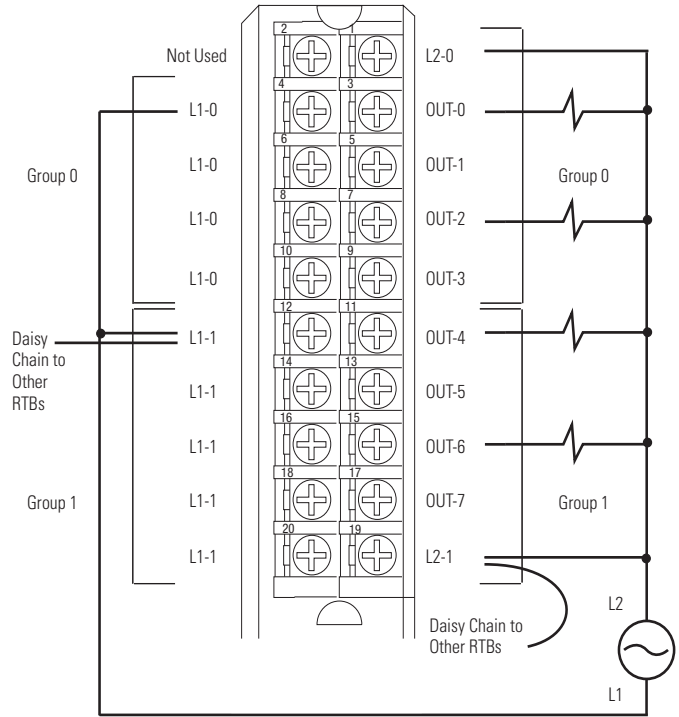 2 1
Not Used L2-0
4 3
L1-0 OUT-0
6 5
L1-0 OUT-1
Group 0 Group 0
8 7
L1-0 OUT-2
10 9
L1-0 OUT-3
12 11
L1-1 OUT-4
Daisy
Chain to
Other
RTBs
14 13
L1-1 OUT-5
16 15
L1-1 OUT-6
18 17
L1-1 OUT-7
Group 1 Group 1
20 19
L1-1 L2-1
L2
Daisy Chain to
Other RTBs
L1